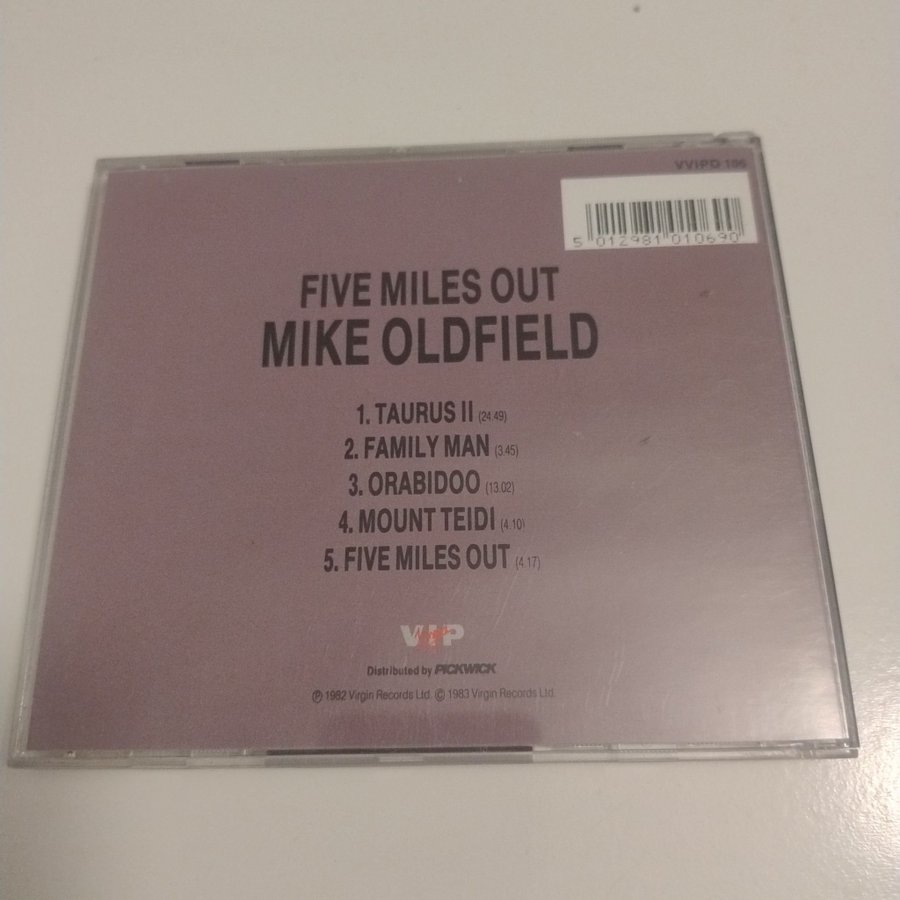 VVIPD 106
5 012981 010690
FIVE MILES OUT
MIKE OLDFIELD
1. TAURUS II (24.49)
2. FAMILY MAN (3.45)
3. ORABIDOO (13.02)
4. MOUNT TEIDI (4.10)
5. FIVE MILES OUT (4.17)
VIP
Virgin
Distributed by PICKWICK
℗ 1982 Virgin Records Ltd. © 1983 Virgin Records Ltd.